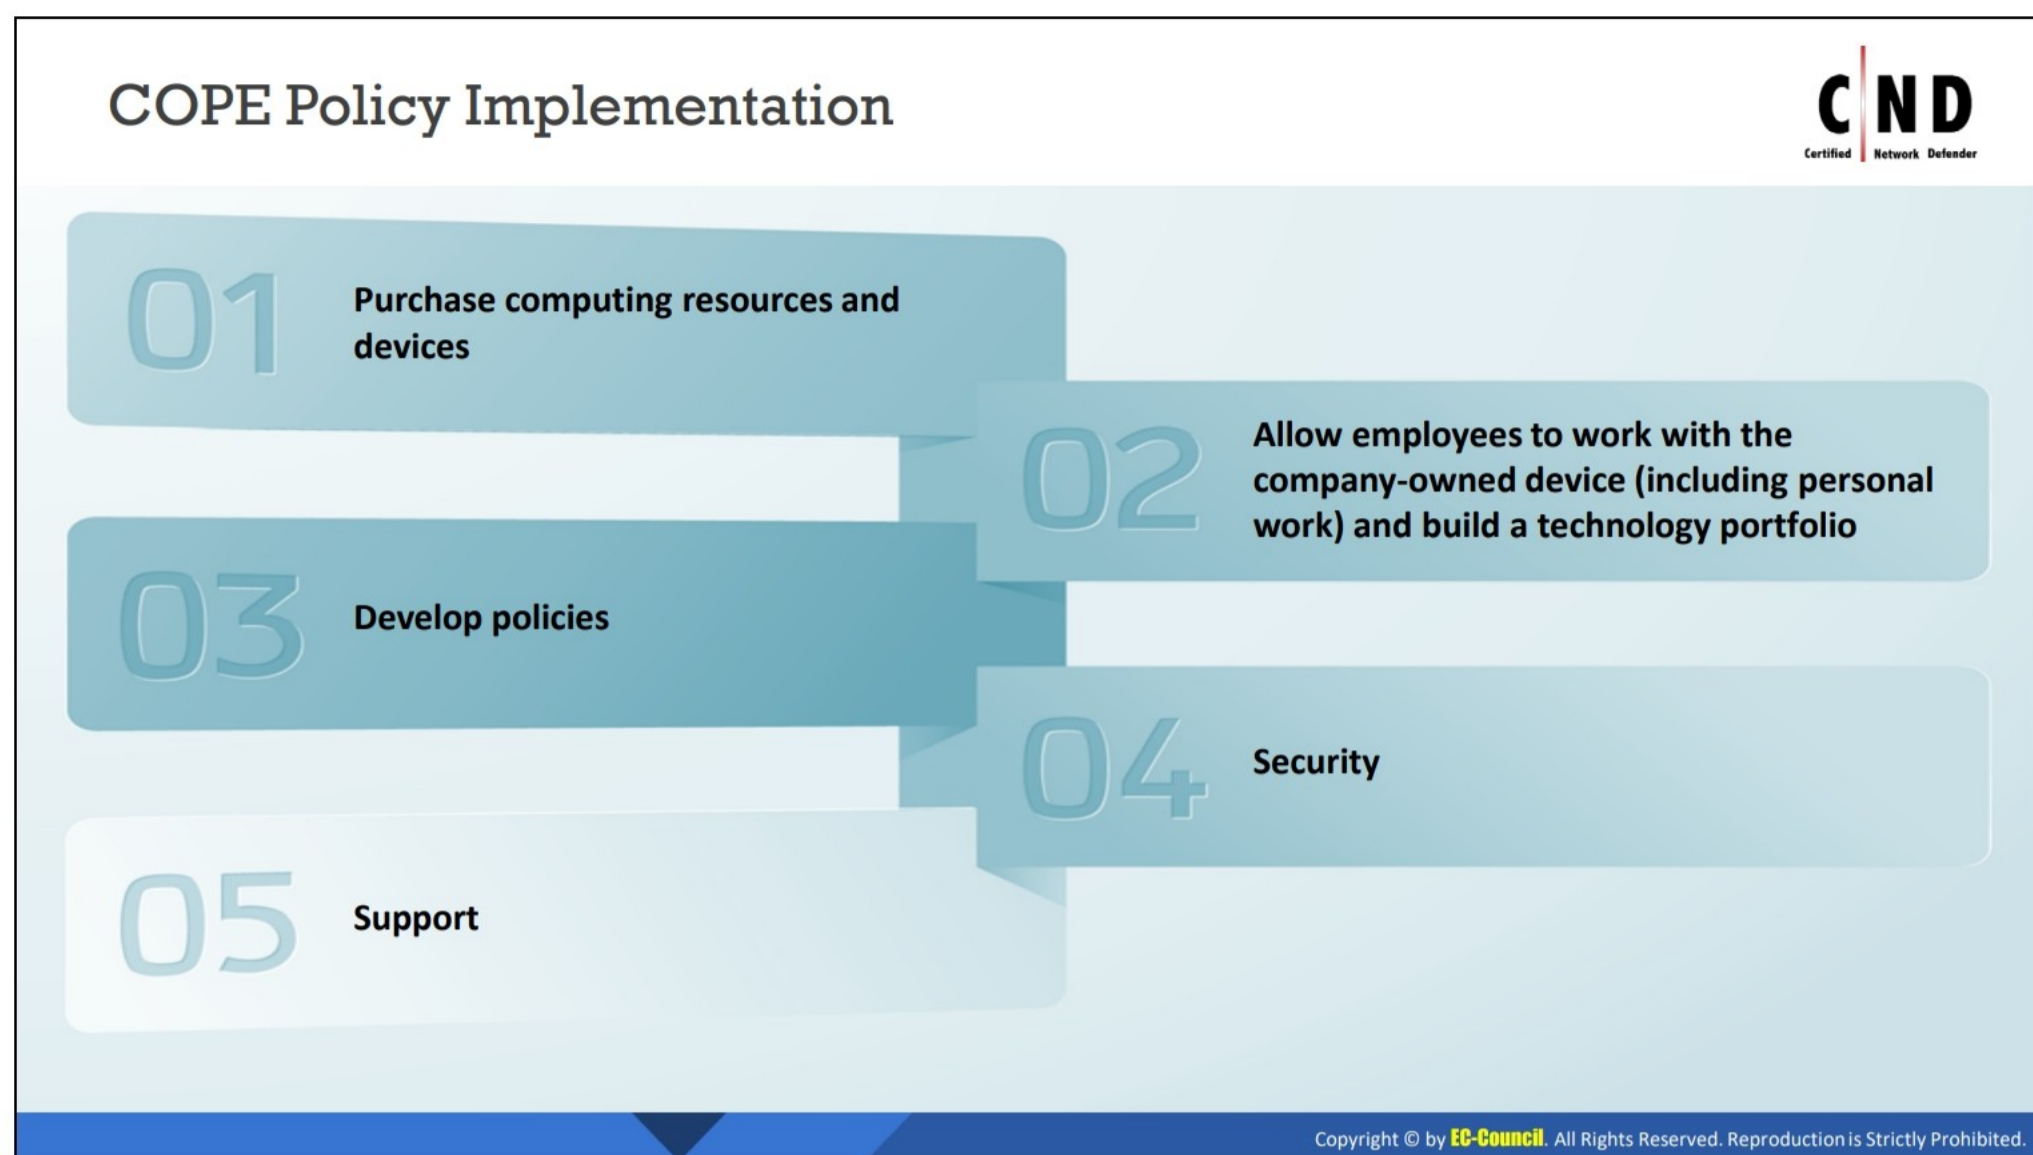 COPE Policy Implementation
C ND
Certified Network Defender
01
Purchase computing resources and
devices
02
Allow employees to work with the
company-owned device (including personal
work) and build a technology portfolio
03
Develop policies
04
Security
05
Support
Copyright © by EC-Council. All Rights Reserved. Reproduction is Strictly Prohibited.